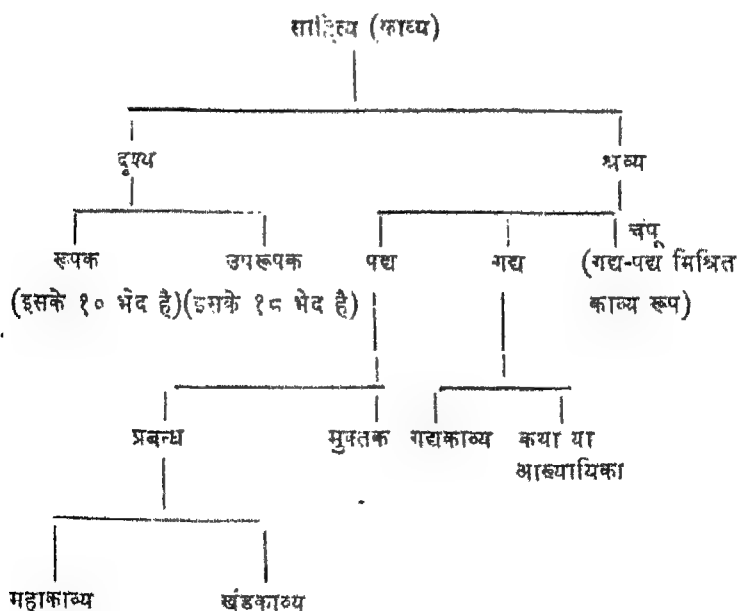 साहित्य (काव्य)
दृश्य श्रव्य
रूपक उपरूपक पद्य गद्य चंपू
(इसके १० भेद है) (इसके १८ भेद है) (गद्य-पद्य मिश्रित
काव्य रूप)
प्रबन्ध मुक्तक गद्यकाव्य कथा या
आख्यायिका
महाकाव्य खंडकाव्य